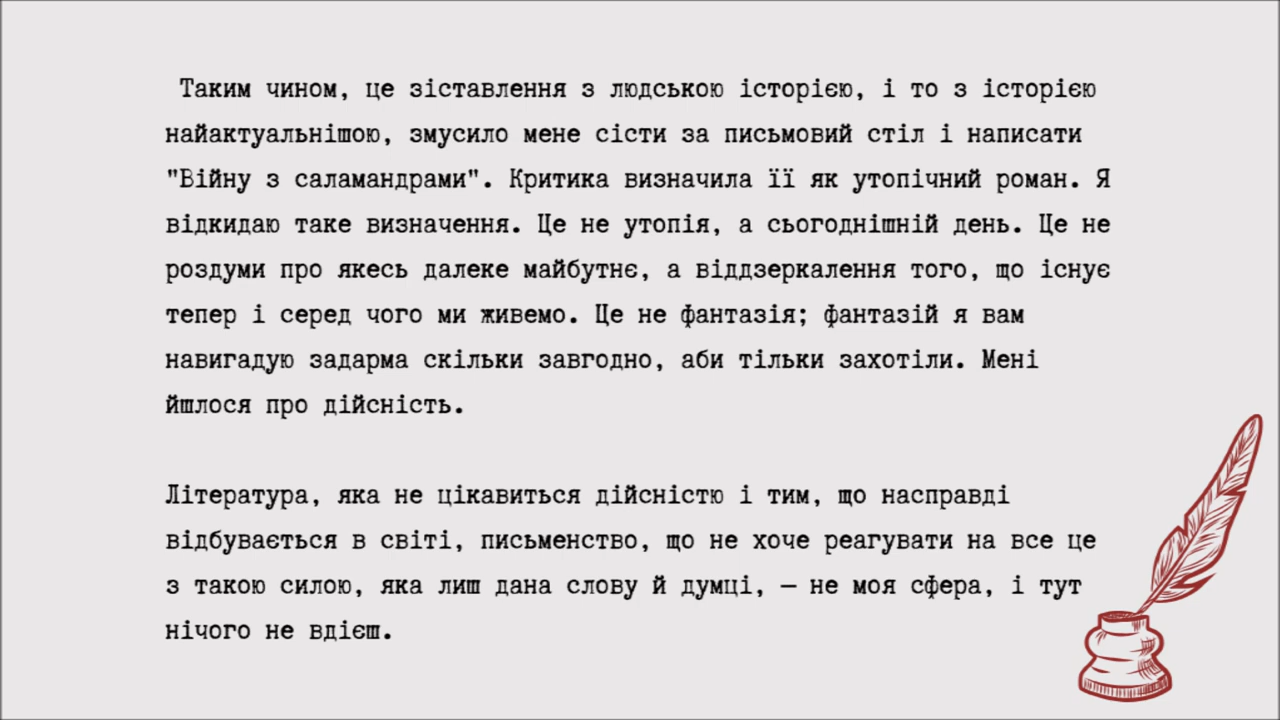 Таким чином, це зіставлення з людською історією, і то з історією
найактуальнішою, змусило мене сісти за письмовий стіл і написати
"Війну з саламандрами". Критика визначила її як утопічний роман. Я
відкидаю таке визначення. Це не утопія, а сьогоднішній день. Це не
роздуми про якесь далеке майбутнє, а віддзеркалення того, що існує
тепер і серед чого ми живемо. Це не фантазія; фантазій я вам
навигадую задарма скільки завгодно, аби тільки захотіли. Мені
йшлося про дійсність.
Література, яка не цікавиться дійсністю і тим, що насправді
відбувається в світі, письменство, що не хоче реагувати на все це
з такою силою, яка лиш дана слову й думці, — не моя сфера, і тут
нічого не вдієш.